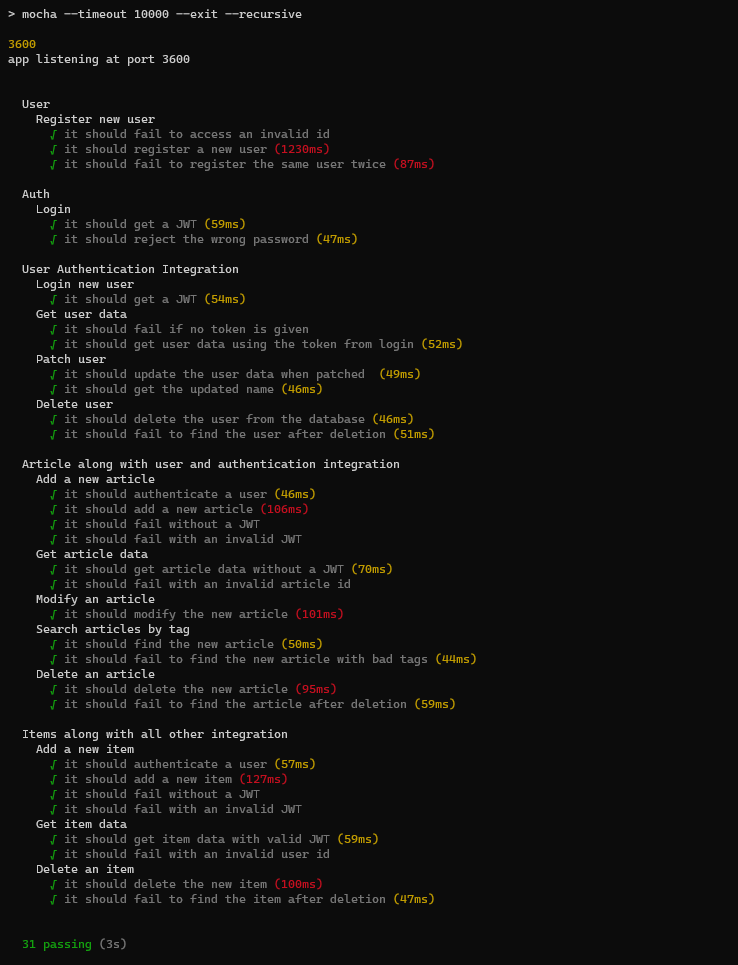 > mocha --timeout 10000 --exit --recursive
3600
app listening at port 3600
User
Register new user
√ it should fail to access an invalid id
√ it should register a new user (1230ms)
√ it should fail to register the same user twice (87ms)
Auth
Login
√ it should get a JWT (59ms)
√ it should reject the wrong password (47ms)
User Authentication Integration
Login new user
√ it should get a JWT (54ms)
Get user data
√ it should fail if no token is given
√ it should get user data using the token from login (52ms)
Patch user
√ it should update the user data when patched  (49ms)
√ it should get the updated name (46ms)
Delete user
√ it should delete the user from the database (46ms)
√ it should fail to find the user after deletion (51ms)
Article along with user and authentication integration
Add a new article
√ it should authenticate a user (46ms)
√ it should add a new article (106ms)
√ it should fail without a JWT
√ it should fail with an invalid JWT
Get article data
√ it should get article data without a JWT (70ms)
√ it should fail with an invalid article id
Modify an article
√ it should modify the new article (101ms)
Search articles by tag
√ it should find the new article (50ms)
√ it should fail to find the new article with bad tags (44ms)
Delete an article
√ it should delete the new article (95ms)
√ it should fail to find the article after deletion (59ms)
Items along with all other integration
Add a new item
√ it should authenticate a user (57ms)
√ it should add a new item (127ms)
√ it should fail without a JWT
√ it should fail with an invalid JWT
Get item data
√ it should get item data with valid JWT (59ms)
√ it should fail with an invalid user id
Delete an item
√ it should delete the new item (100ms)
√ it should fail to find the item after deletion (47ms)
31 passing (3s)